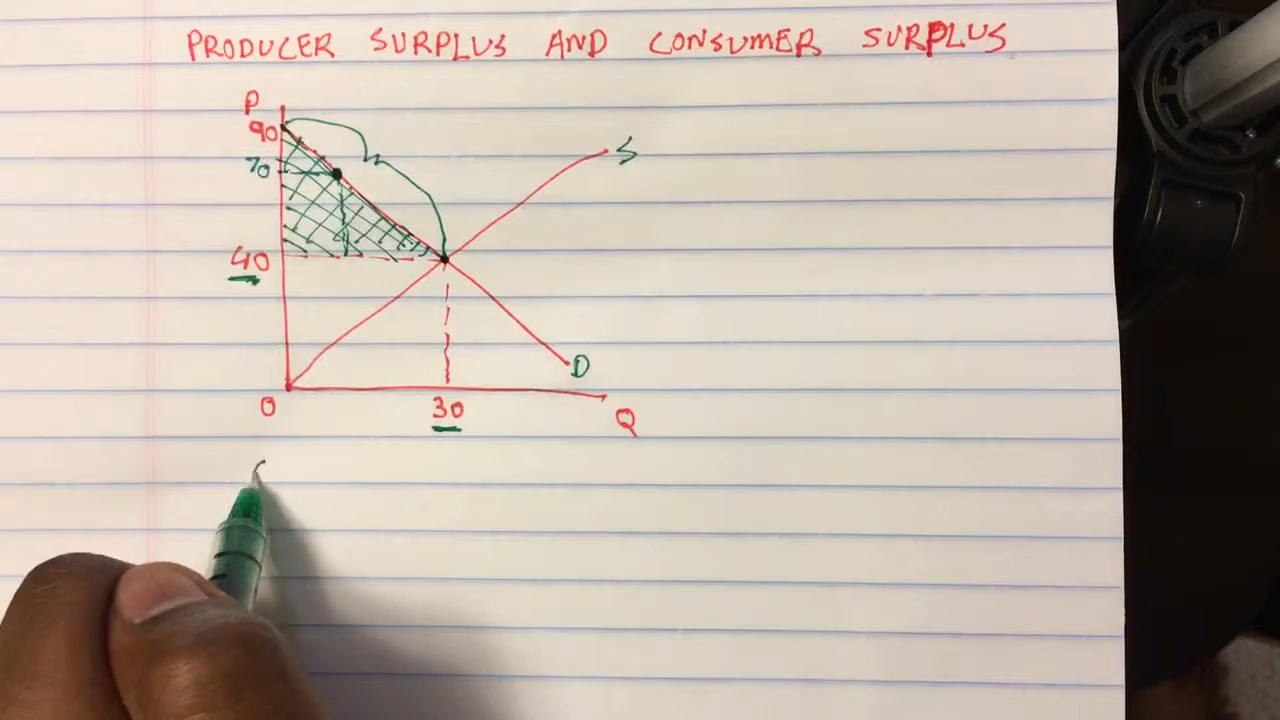 PRODUCER SURPLUS AND CONSUMER SURPLUS
P
90
70
S
40
D
0
30
Q